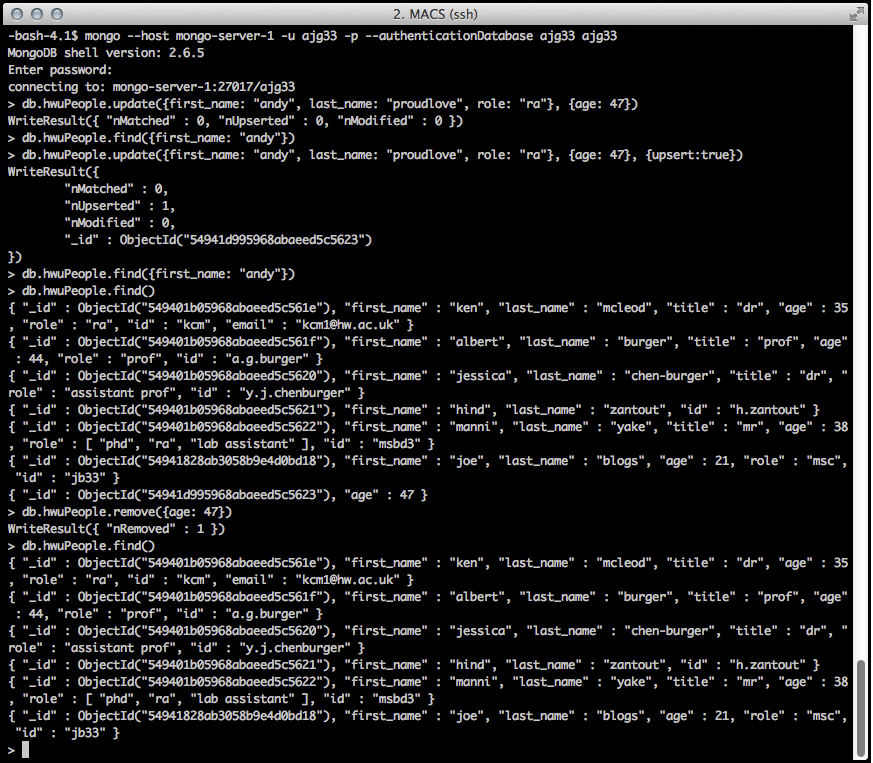 2. MACS (ssh)
-bash-4.1$ mongo --host mongo-server-1 -u ajg33 -p --authenticationDatabase ajg33 ajg33
MongoDB shell version: 2.6.5
Enter password:
connecting to: mongo-server-1:27017/ajg33
> db.hwuPeople.update({first_name: "andy", last_name: "proudlove", role: "ra"}, {age: 47})
WriteResult({ "nMatched" : 0, "nUpserted" : 0, "nModified" : 0 })
> db.hwuPeople.find({first_name: "andy"})
> db.hwuPeople.update({first_name: "andy", last_name: "proudlove", role: "ra"}, {age: 47}, {upsert:true})
WriteResult({
        "nMatched" : 0,
        "nUpserted" : 1,
        "nModified" : 0,
        "_id" : ObjectId("54941d995968abaeed5c5623")
})
> db.hwuPeople.find({first_name: "andy"})
> db.hwuPeople.find()
{ "_id" : ObjectId("549401b05968abaeed5c561e"), "first_name" : "ken", "last_name" : "mcleod", "title" : "dr", "age" : 35
, "role" : "ra", "id" : "kcm", "email" : "kcm1@hw.ac.uk" }
{ "_id" : ObjectId("549401b05968abaeed5c561f"), "first_name" : "albert", "last_name" : "burger", "title" : "prof", "age"
 : 44, "role" : "prof", "id" : "a.g.burger" }
{ "_id" : ObjectId("549401b05968abaeed5c5620"), "first_name" : "jessica", "last_name" : "chen-burger", "title" : "dr", "
role" : "assistant prof", "id" : "y.j.chenburger" }
{ "_id" : ObjectId("549401b05968abaeed5c5621"), "first_name" : "hind", "last_name" : "zantout", "id" : "h.zantout" }
{ "_id" : ObjectId("549401b05968abaeed5c5622"), "first_name" : "manni", "last_name" : "yake", "title" : "mr", "age" : 38
, "role" : [ "phd", "ra", "lab assistant" ], "id" : "msbd3" }
{ "_id" : ObjectId("54941828ab3058b9e4d0bd18"), "first_name" : "joe", "last_name" : "blogs", "age" : 21, "role" : "msc",
 "id" : "jb33" }
{ "_id" : ObjectId("54941d995968abaeed5c5623"), "age" : 47 }
> db.hwuPeople.remove({age: 47})
WriteResult({ "nRemoved" : 1 })
> db.hwuPeople.find()
{ "_id" : ObjectId("549401b05968abaeed5c561e"), "first_name" : "ken", "last_name" : "mcleod", "title" : "dr", "age" : 35
, "role" : "ra", "id" : "kcm", "email" : "kcm1@hw.ac.uk" }
{ "_id" : ObjectId("549401b05968abaeed5c561f"), "first_name" : "albert", "last_name" : "burger", "title" : "prof", "age"
 : 44, "role" : "prof", "id" : "a.g.burger" }
{ "_id" : ObjectId("549401b05968abaeed5c5620"), "first_name" : "jessica", "last_name" : "chen-burger", "title" : "dr", "
role" : "assistant prof", "id" : "y.j.chenburger" }
{ "_id" : ObjectId("549401b05968abaeed5c5621"), "first_name" : "hind", "last_name" : "zantout", "id" : "h.zantout" }
{ "_id" : ObjectId("549401b05968abaeed5c5622"), "first_name" : "manni", "last_name" : "yake", "title" : "mr", "age" : 38
, "role" : [ "phd", "ra", "lab assistant" ], "id" : "msbd3" }
{ "_id" : ObjectId("54941828ab3058b9e4d0bd18"), "first_name" : "joe", "last_name" : "blogs", "age" : 21, "role" : "msc",
 "id" : "jb33" }
>